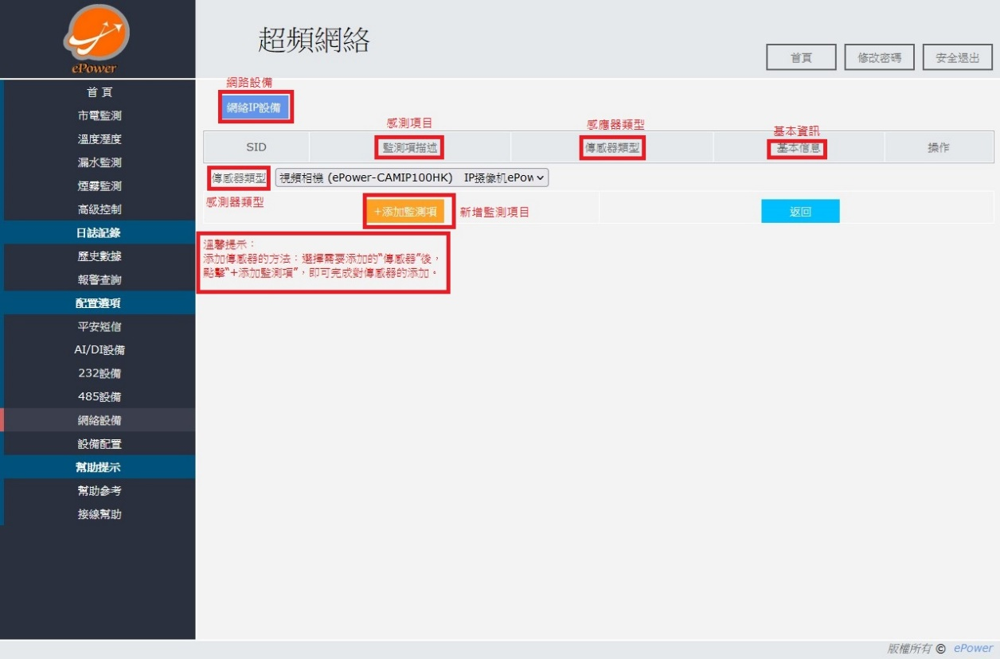 ePower
超頻網絡
首頁
修改密碼
安全退出
首 頁
市電監測
溫度溼度
漏水監測
煙霧監測
高級控制
日誌記錄
歷史數據
報警查詢
配置選項
平安短信
AI/DI設備
232設備
485設備
網絡設備
設備配置
幫助提示
幫助參考
接線幫助
網路設備
網絡IP設備
感測項目
感應器類型
基本資訊
SID
監測項描述
傳感器類型
基本信息
操作
傳感器類型
視頻相機 (ePower-CAMIP100HK) IP摄像机ePow
感測器類型
+添加監測項
新增監測項目
返回
溫馨提示：
添加傳感器的方法：選擇需要添加的“傳感器”後，
點擊“+添加監測項”，即可完成對傳感器的添加。
版權所有 © ePower